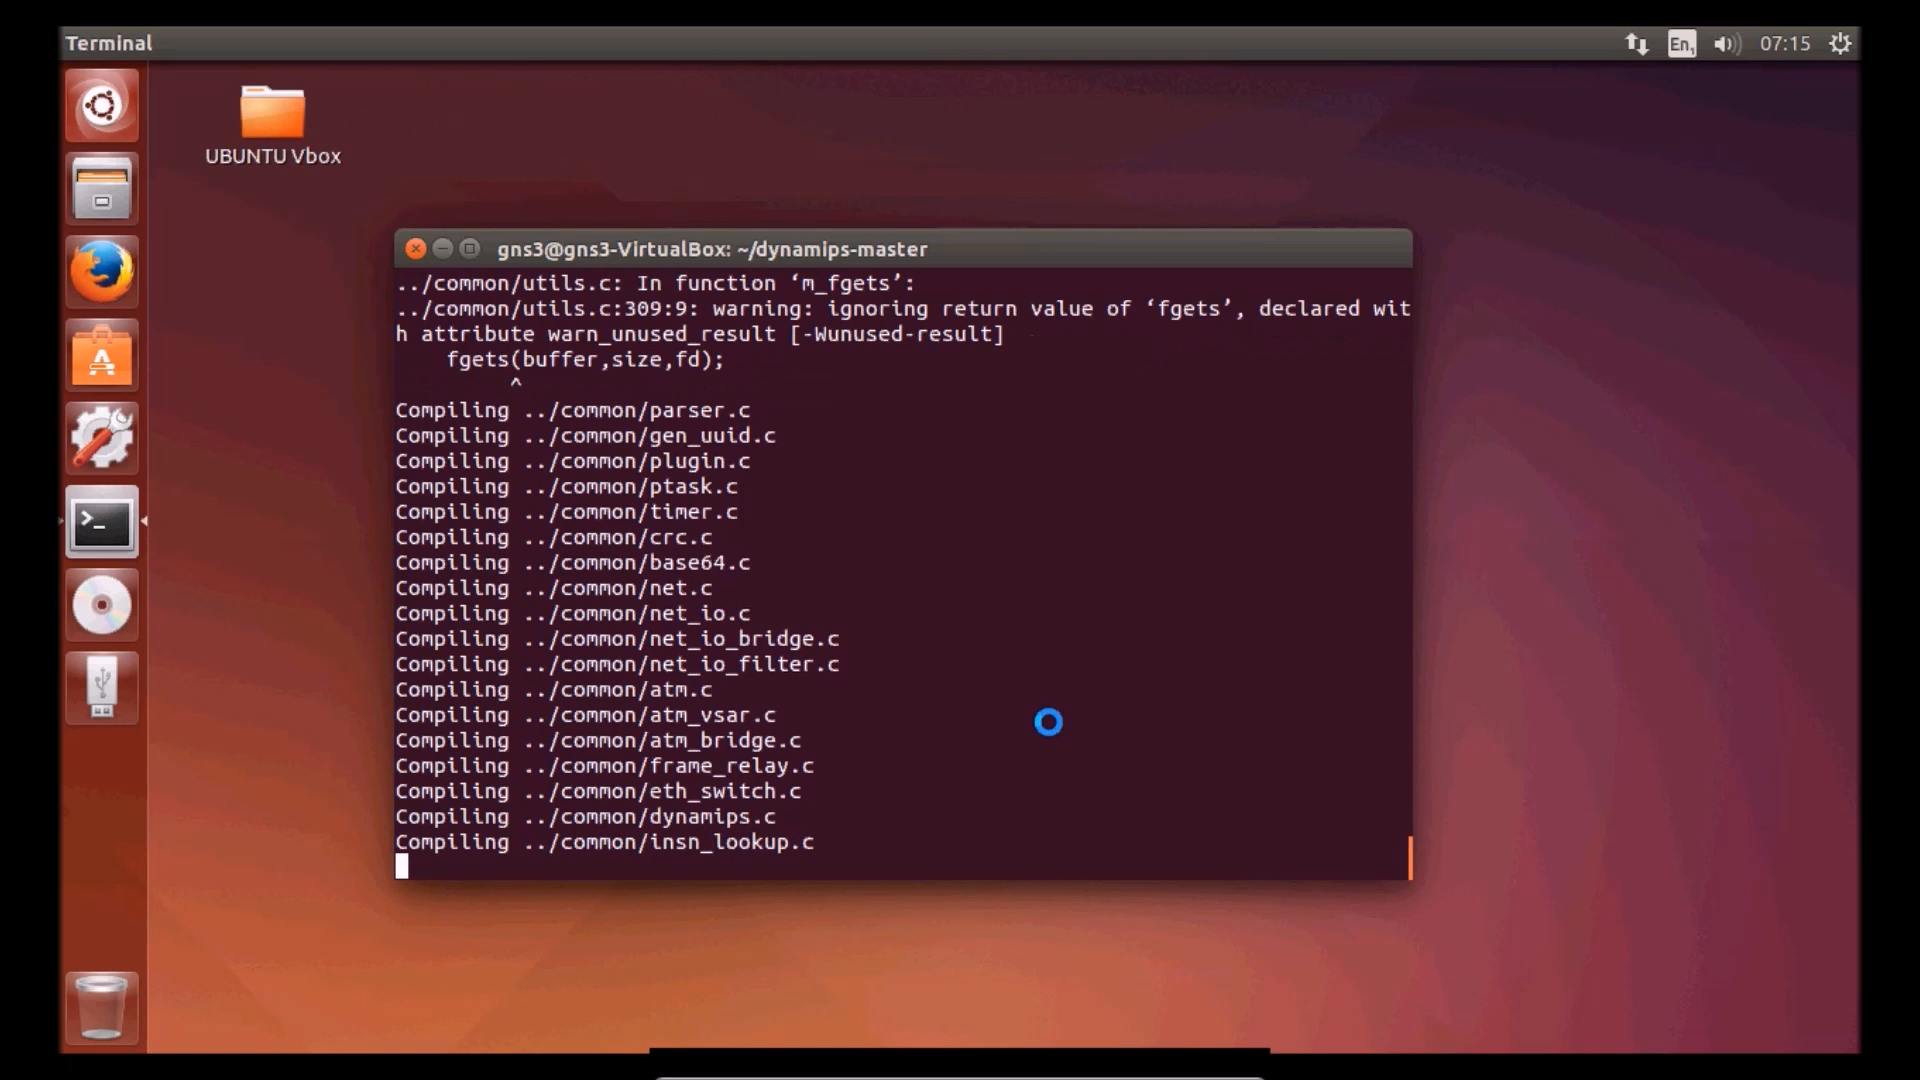 Terminal
En1
07:15
UBUNTU Vbox
gns3@gns3-VirtualBox: ~/dynamips-master
../common/utils.c: In function ‘m_fgets’:
../common/utils.c:309:9: warning: ignoring return value of ‘fgets’, declared wit
h attribute warn_unused_result [-Wunused-result]
    fgets(buffer,size,fd);
         ^
Compiling ../common/parser.c
Compiling ../common/gen_uuid.c
Compiling ../common/plugin.c
Compiling ../common/ptask.c
Compiling ../common/timer.c
Compiling ../common/crc.c
Compiling ../common/base64.c
Compiling ../common/net.c
Compiling ../common/net_io.c
Compiling ../common/net_io_bridge.c
Compiling ../common/net_io_filter.c
Compiling ../common/atm.c
Compiling ../common/atm_vsar.c
Compiling ../common/atm_bridge.c
Compiling ../common/frame_relay.c
Compiling ../common/eth_switch.c
Compiling ../common/dynamips.c
Compiling ../common/insn_lookup.c